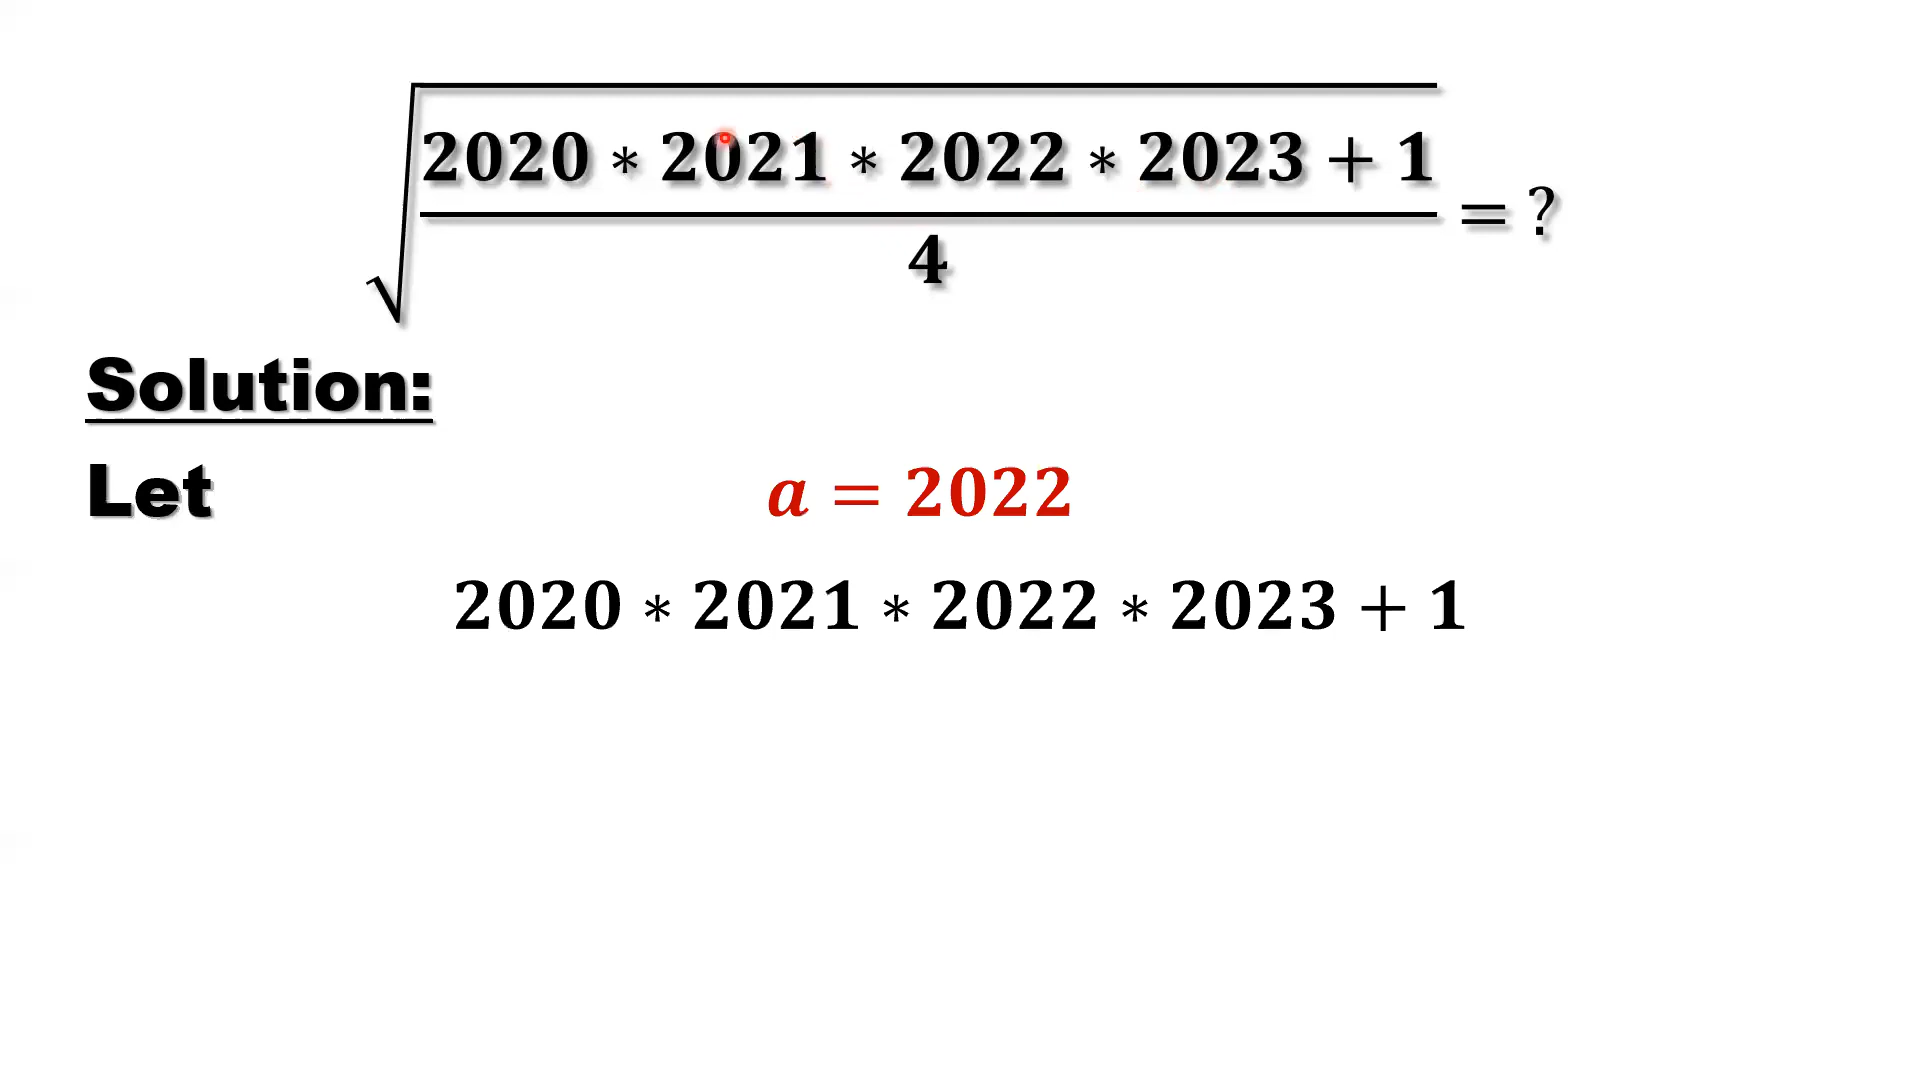 √(2020 * 2021 * 2022 * 2023 + 1 / 4) = ?
Solution:
Let a = 2022
2020 * 2021 * 2022 * 2023 + 1